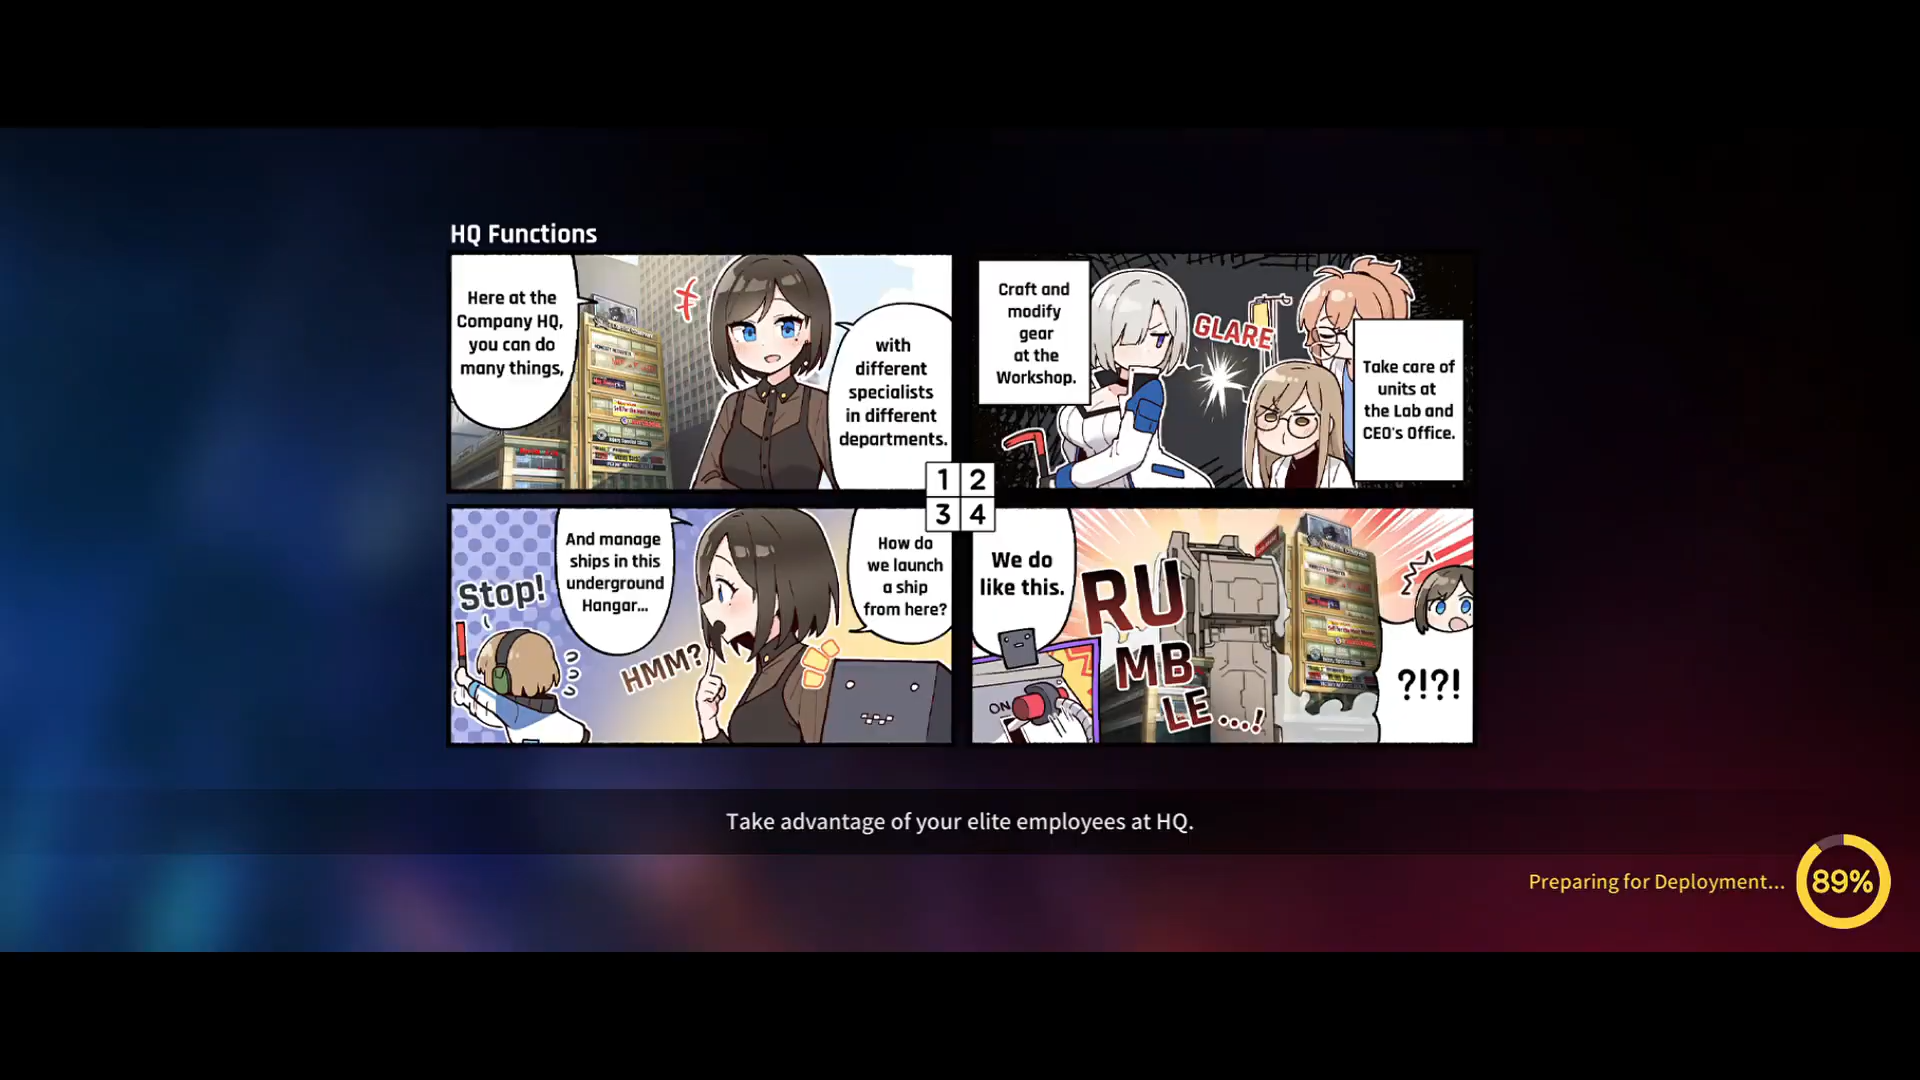 HQ Functions
Here at the
Company HQ,
you can do
many things,
with
different
specialists
in different
departments.
Craft and
modify
gear
at the
Workshop.
GLARE
Take care of
units at
the Lab and
CEO's Office.
1 2
3 4
Stop!
And manage
ships in this
underground
Hangar...
HMM?
How do
we launch
a ship
from here?
We do
like this.
ON
RU
MB
LE...!
?!?!
Take advantage of your elite employees at HQ.
Preparing for Deployment...
89%